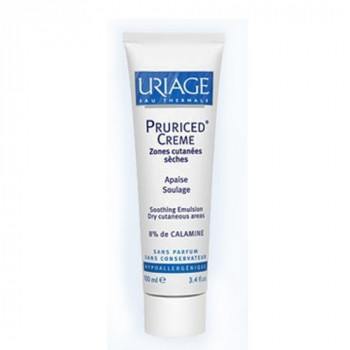 URIAGE
EAU THERMALE
PRURICED®
CREME
Zones cutanées
sèches
Apaise
Soulage
Soothing Emulsion
Dry cutaneous areas
8% de CALAMINE
SANS PARFUM
SANS CONSERVATEUR
HYPOALLERGÉNIQUE
100 ml 3.4 fl.oz